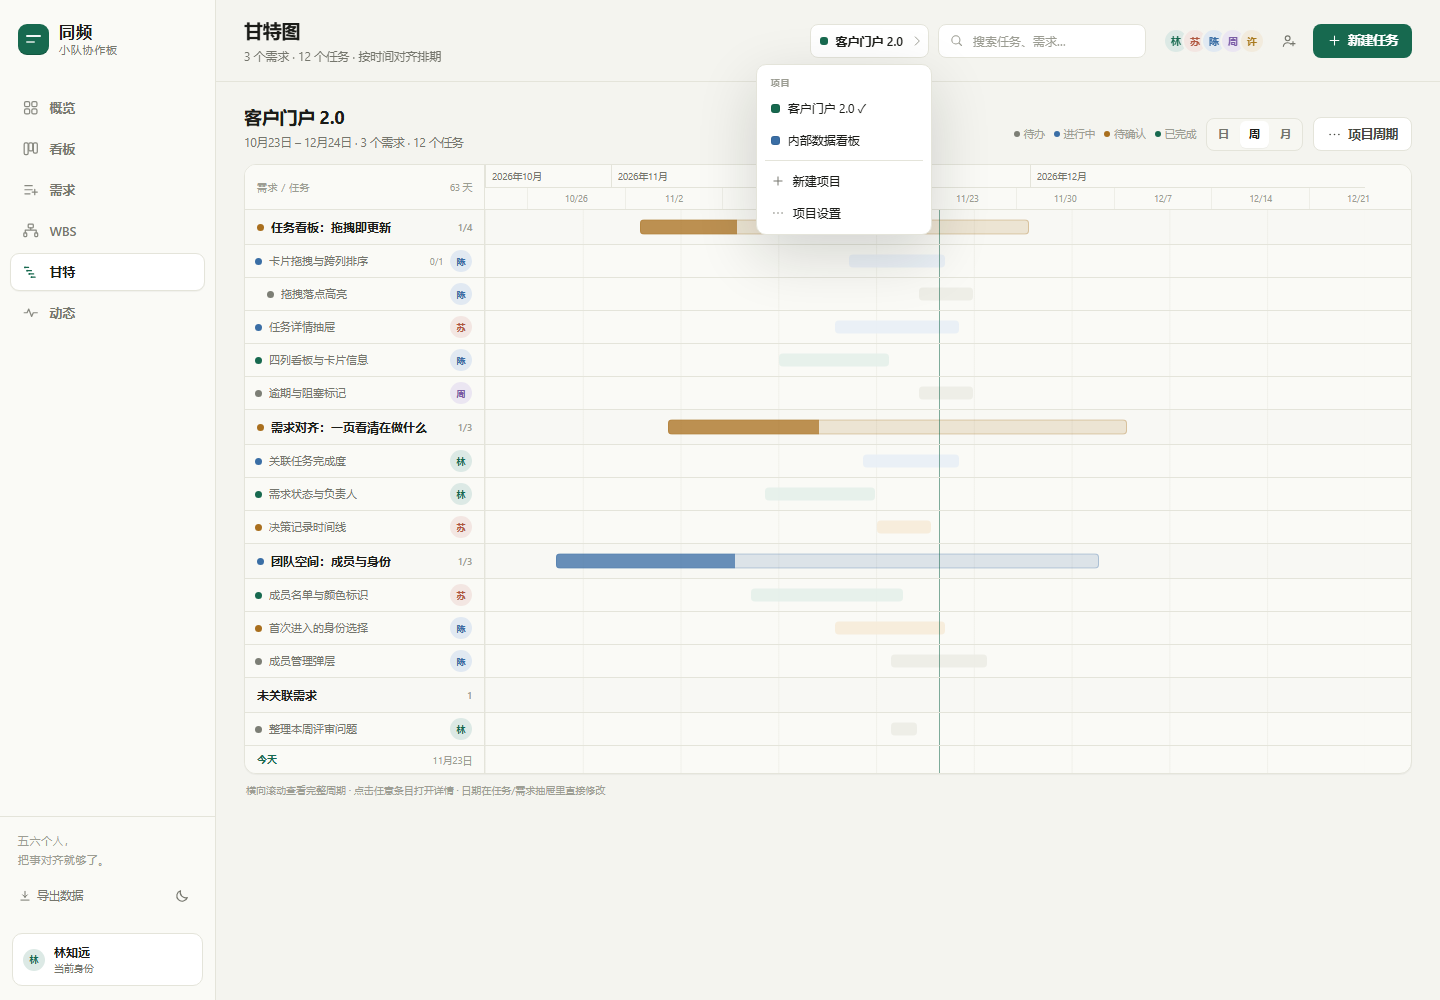 同频
小队协作板
概览
看板
需求
WBS
甘特
动态
五六个人，
把事对齐就够了。
导出数据
林
林知远
当前身份
甘特图
3 个需求 · 12 个任务 · 按时间对齐排期
客户门户 2.0
搜索任务、需求...
林 苏 陈 周 许
新建任务
项目
客户门户 2.0 ✓
内部数据看板
新建项目
项目设置
客户门户 2.0
10月23日 – 12月24日 · 3 个需求 · 12 个任务
待办 进行中 待确认 已完成
日 周 月
··· 项目周期
需求 / 任务 63 天
2026年10月 2026年11月 2026年12月
10/26 11/2 11/23 11/30 12/7 12/14 12/21
任务看板：拖拽即更新 1/4
卡片拖拽与跨列排序 0/1 陈
拖拽落点高亮 陈
任务详情抽屉 苏
四列看板与卡片信息 陈
逾期与阻塞标记 周
需求对齐：一页看清在做什么 1/3
关联任务完成度 林
需求状态与负责人 林
决策记录时间线 苏
团队空间：成员与身份 1/3
成员名单与颜色标识 苏
首次进入的身份选择 陈
成员管理弹层 陈
未关联需求 1
整理本周评审问题 林
今天 11月23日
横向滚动查看完整周期 · 点击任意条目打开详情 · 日期在任务/需求抽屉里直接修改